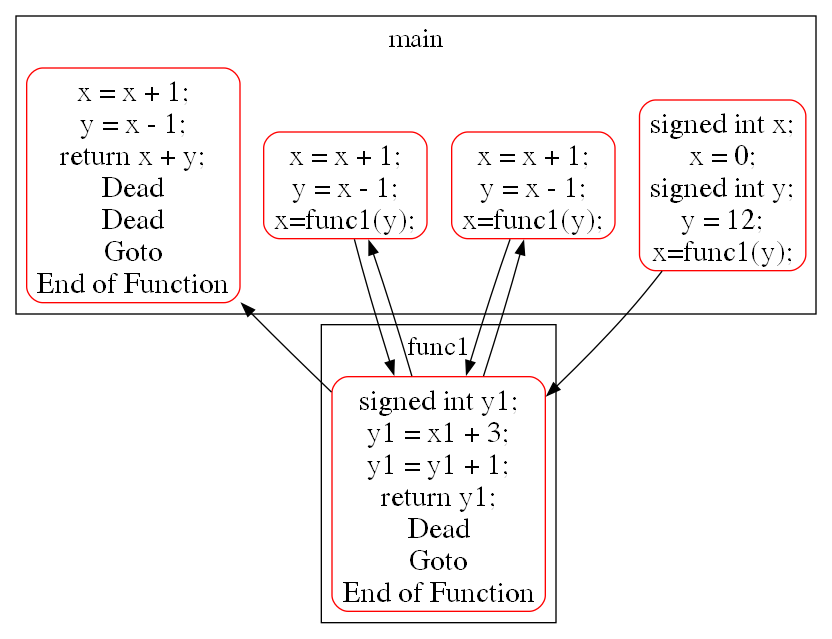 main
x = x + 1;
y = x - 1;
return x + y;
Dead
Dead
Goto
End of Function
x = x + 1;
y = x - 1;
x=func1(y);
x = x + 1;
y = x - 1;
x=func1(y);
signed int x;
x = 0;
signed int y;
y = 12;
x=func1(y);
func1
signed int y1;
y1 = x1 + 3;
y1 = y1 + 1;
return y1;
Dead
Goto
End of Function